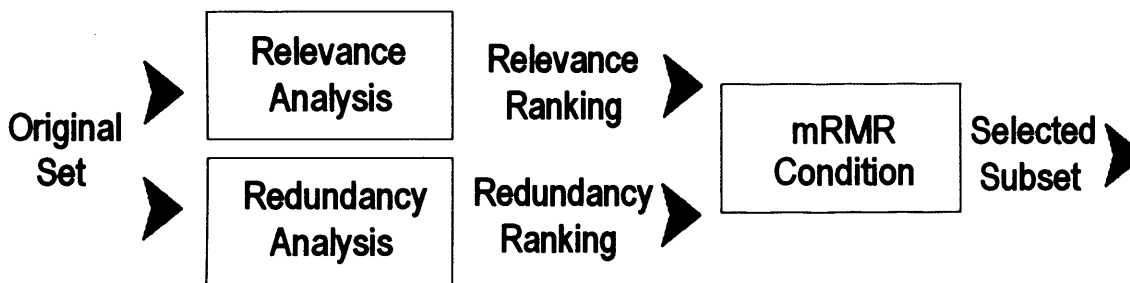 Original
Set
Relevance
Analysis
Relevance
Ranking
Redundancy
Analysis
Redundancy
Ranking
mRMR
Condition
Selected
Subset